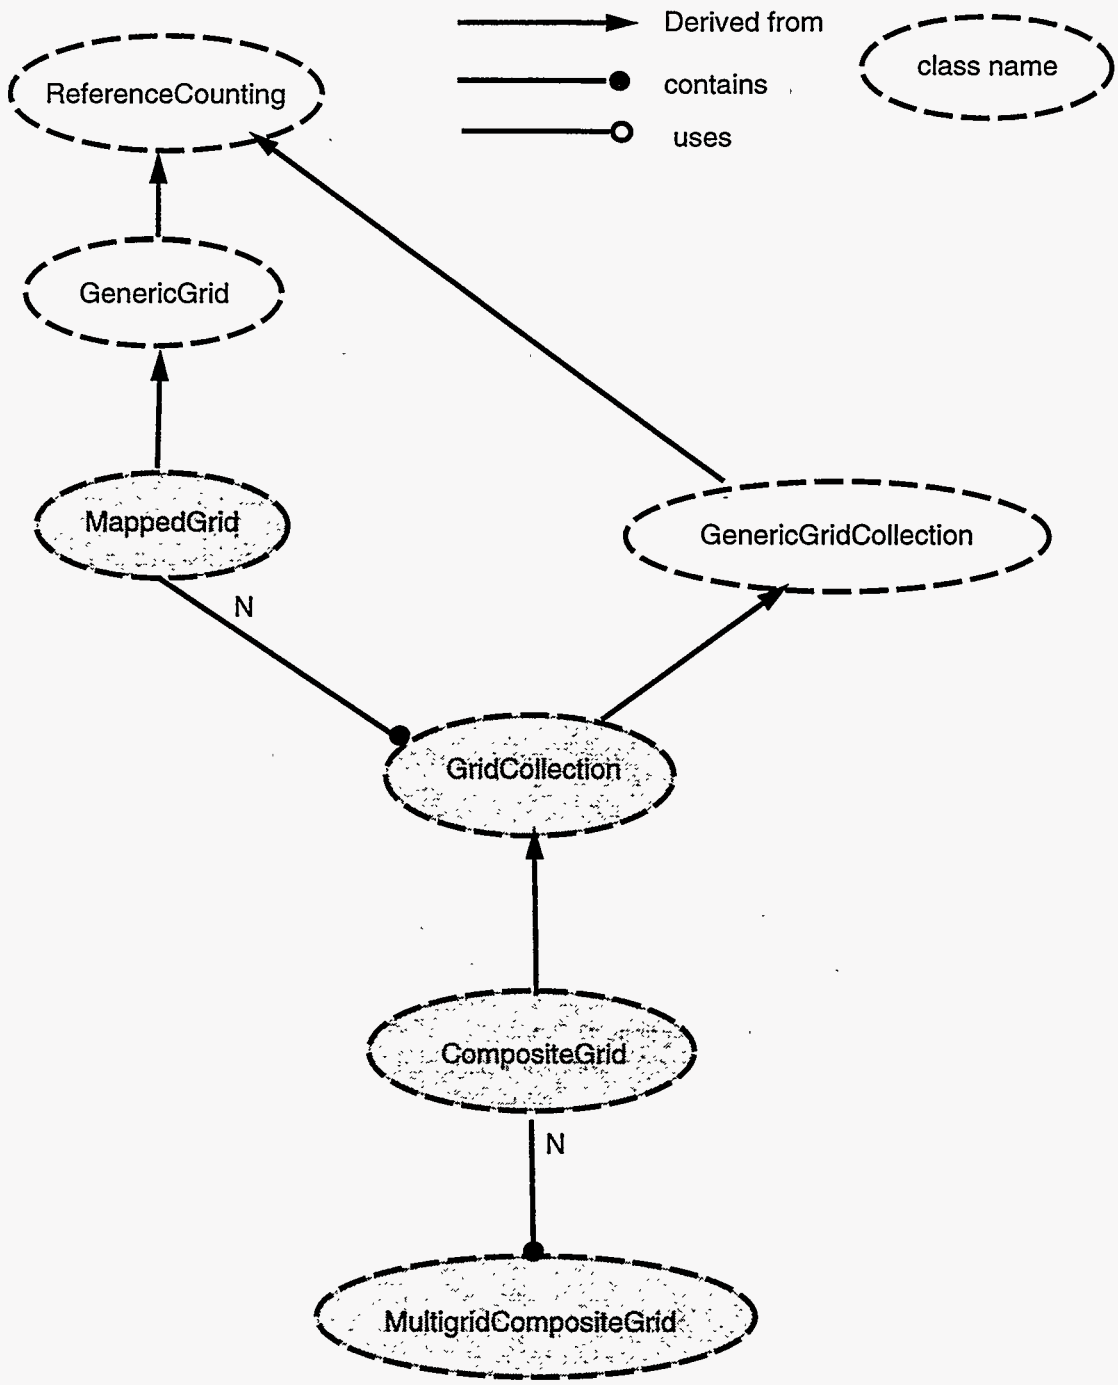 Derived from
contains
uses
class name
ReferenceCounting
GenericGrid
MappedGrid
GenericGridCollection
N
GridCollection
CompositeGrid
N
MultigridCompositeGrid